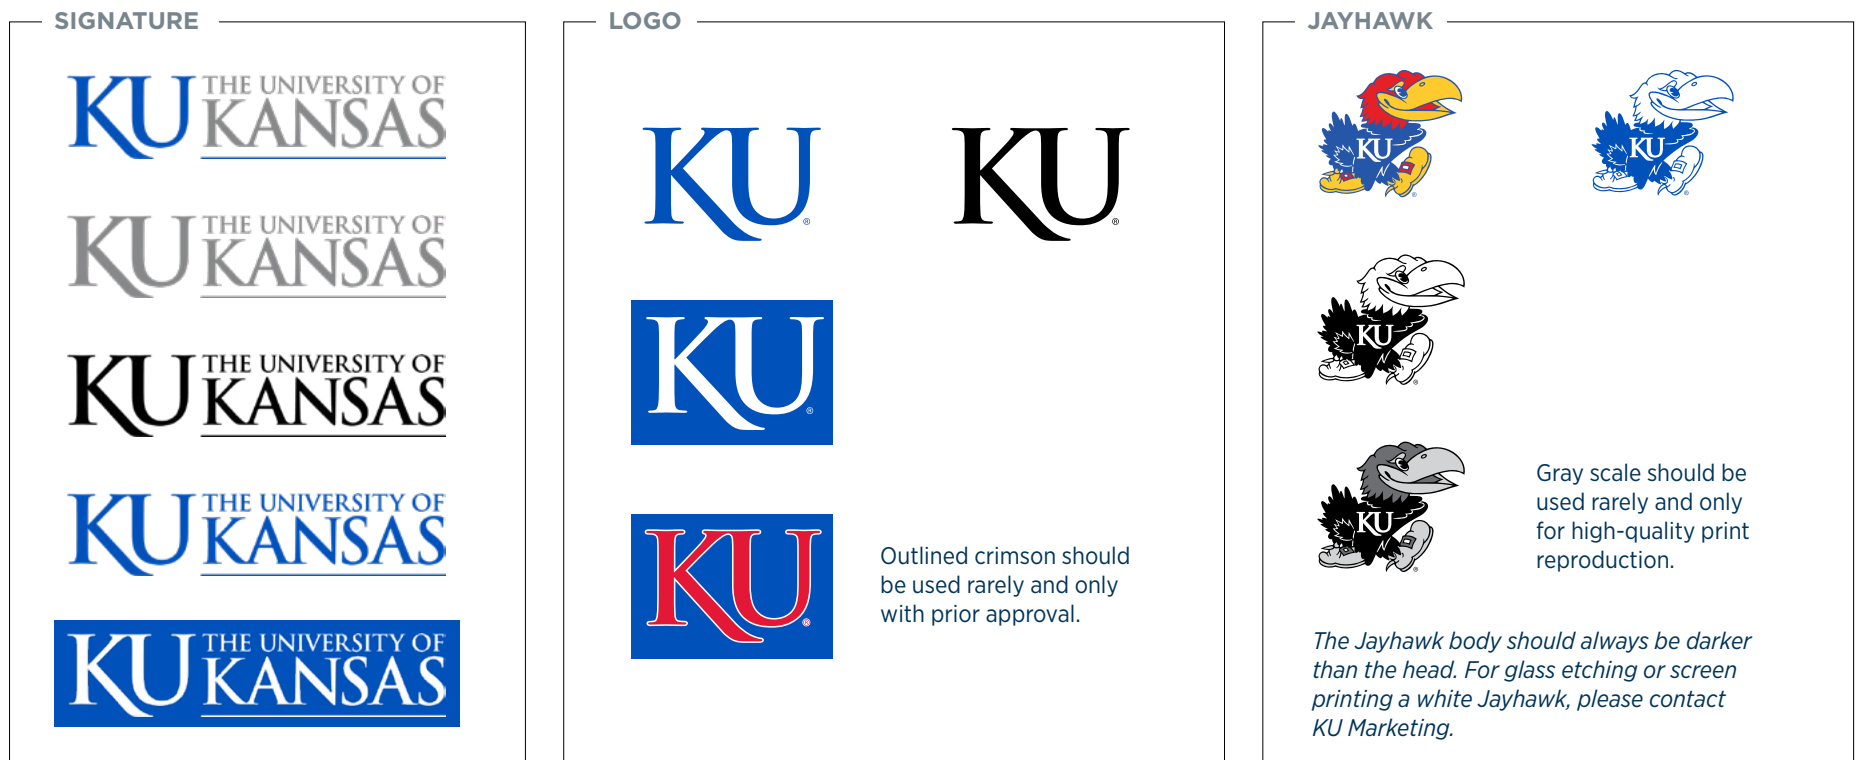 SIGNATURE
KU THE UNIVERSITY OF
KANSAS
KU THE UNIVERSITY OF
KANSAS
KU THE UNIVERSITY OF
KANSAS
KU THE UNIVERSITY OF
KANSAS
KU THE UNIVERSITY OF
KANSAS
LOGO
KU®
KU®
KU®
KU®
Outlined crimson should
be used rarely and only
with prior approval.
JAYHAWK
KU®
KU®
KU®
KU®
Gray scale should be
used rarely and only
for high-quality print
reproduction.
The Jayhawk body should always be darker
than the head. For glass etching or screen
printing a white Jayhawk, please contact
KU Marketing.